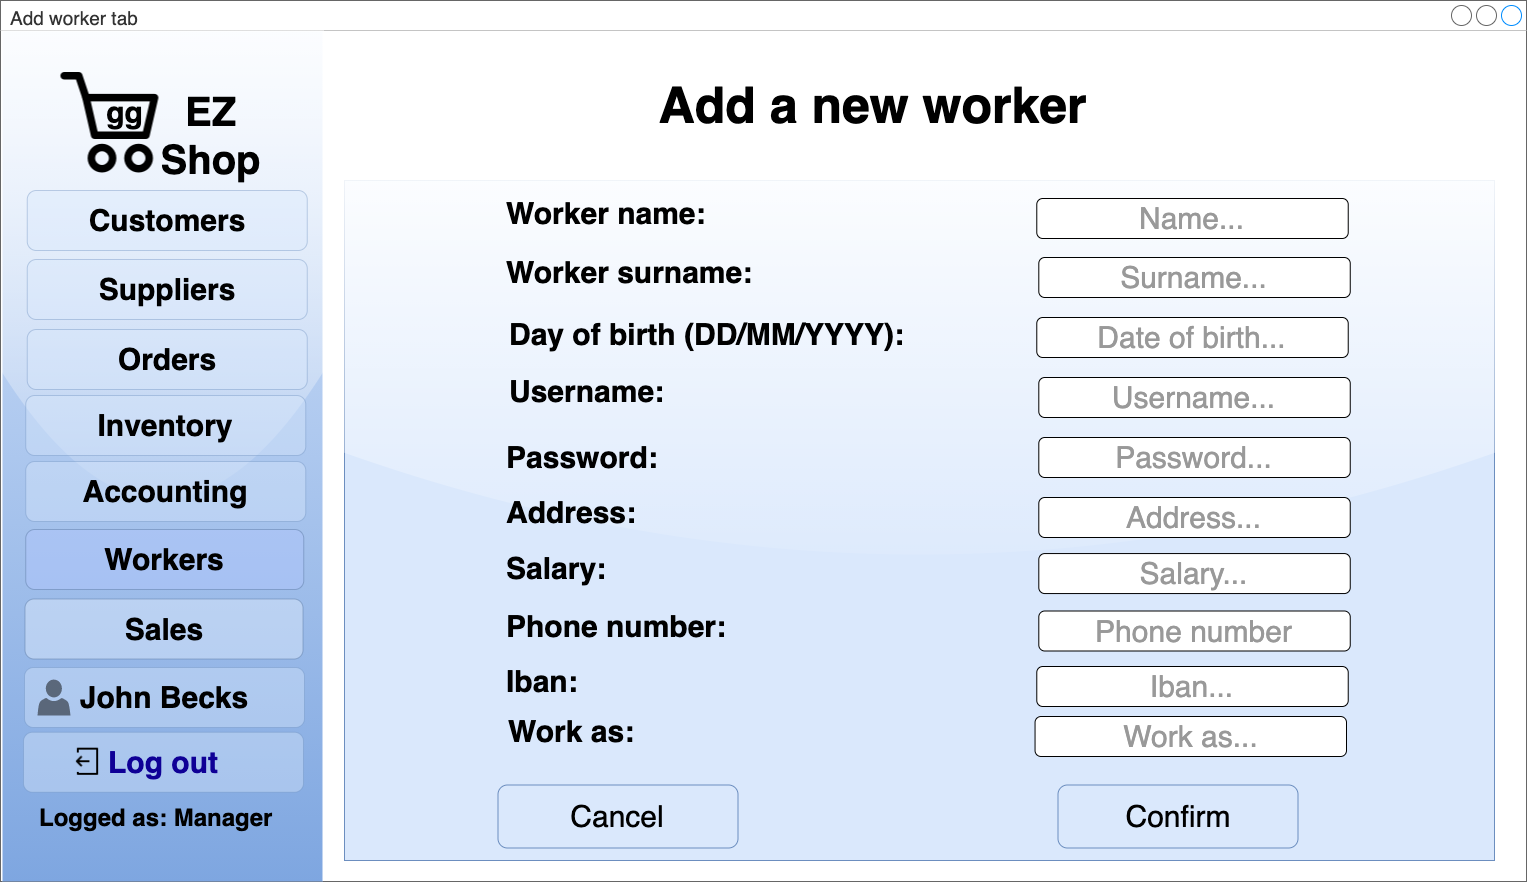 Add worker tab
gg
EZ
Shop
Customers
Suppliers
Orders
Inventory
Accounting
Workers
Sales
John Becks
Log out
Logged as: Manager
Add a new worker
Worker name:
Name...
Worker surname:
Surname...
Day of birth (DD/MM/YYYY):
Date of birth...
Username:
Username...
Password:
Password...
Address:
Address...
Salary:
Salary...
Phone number:
Phone number
Iban:
Iban...
Work as:
Work as...
Cancel
Confirm